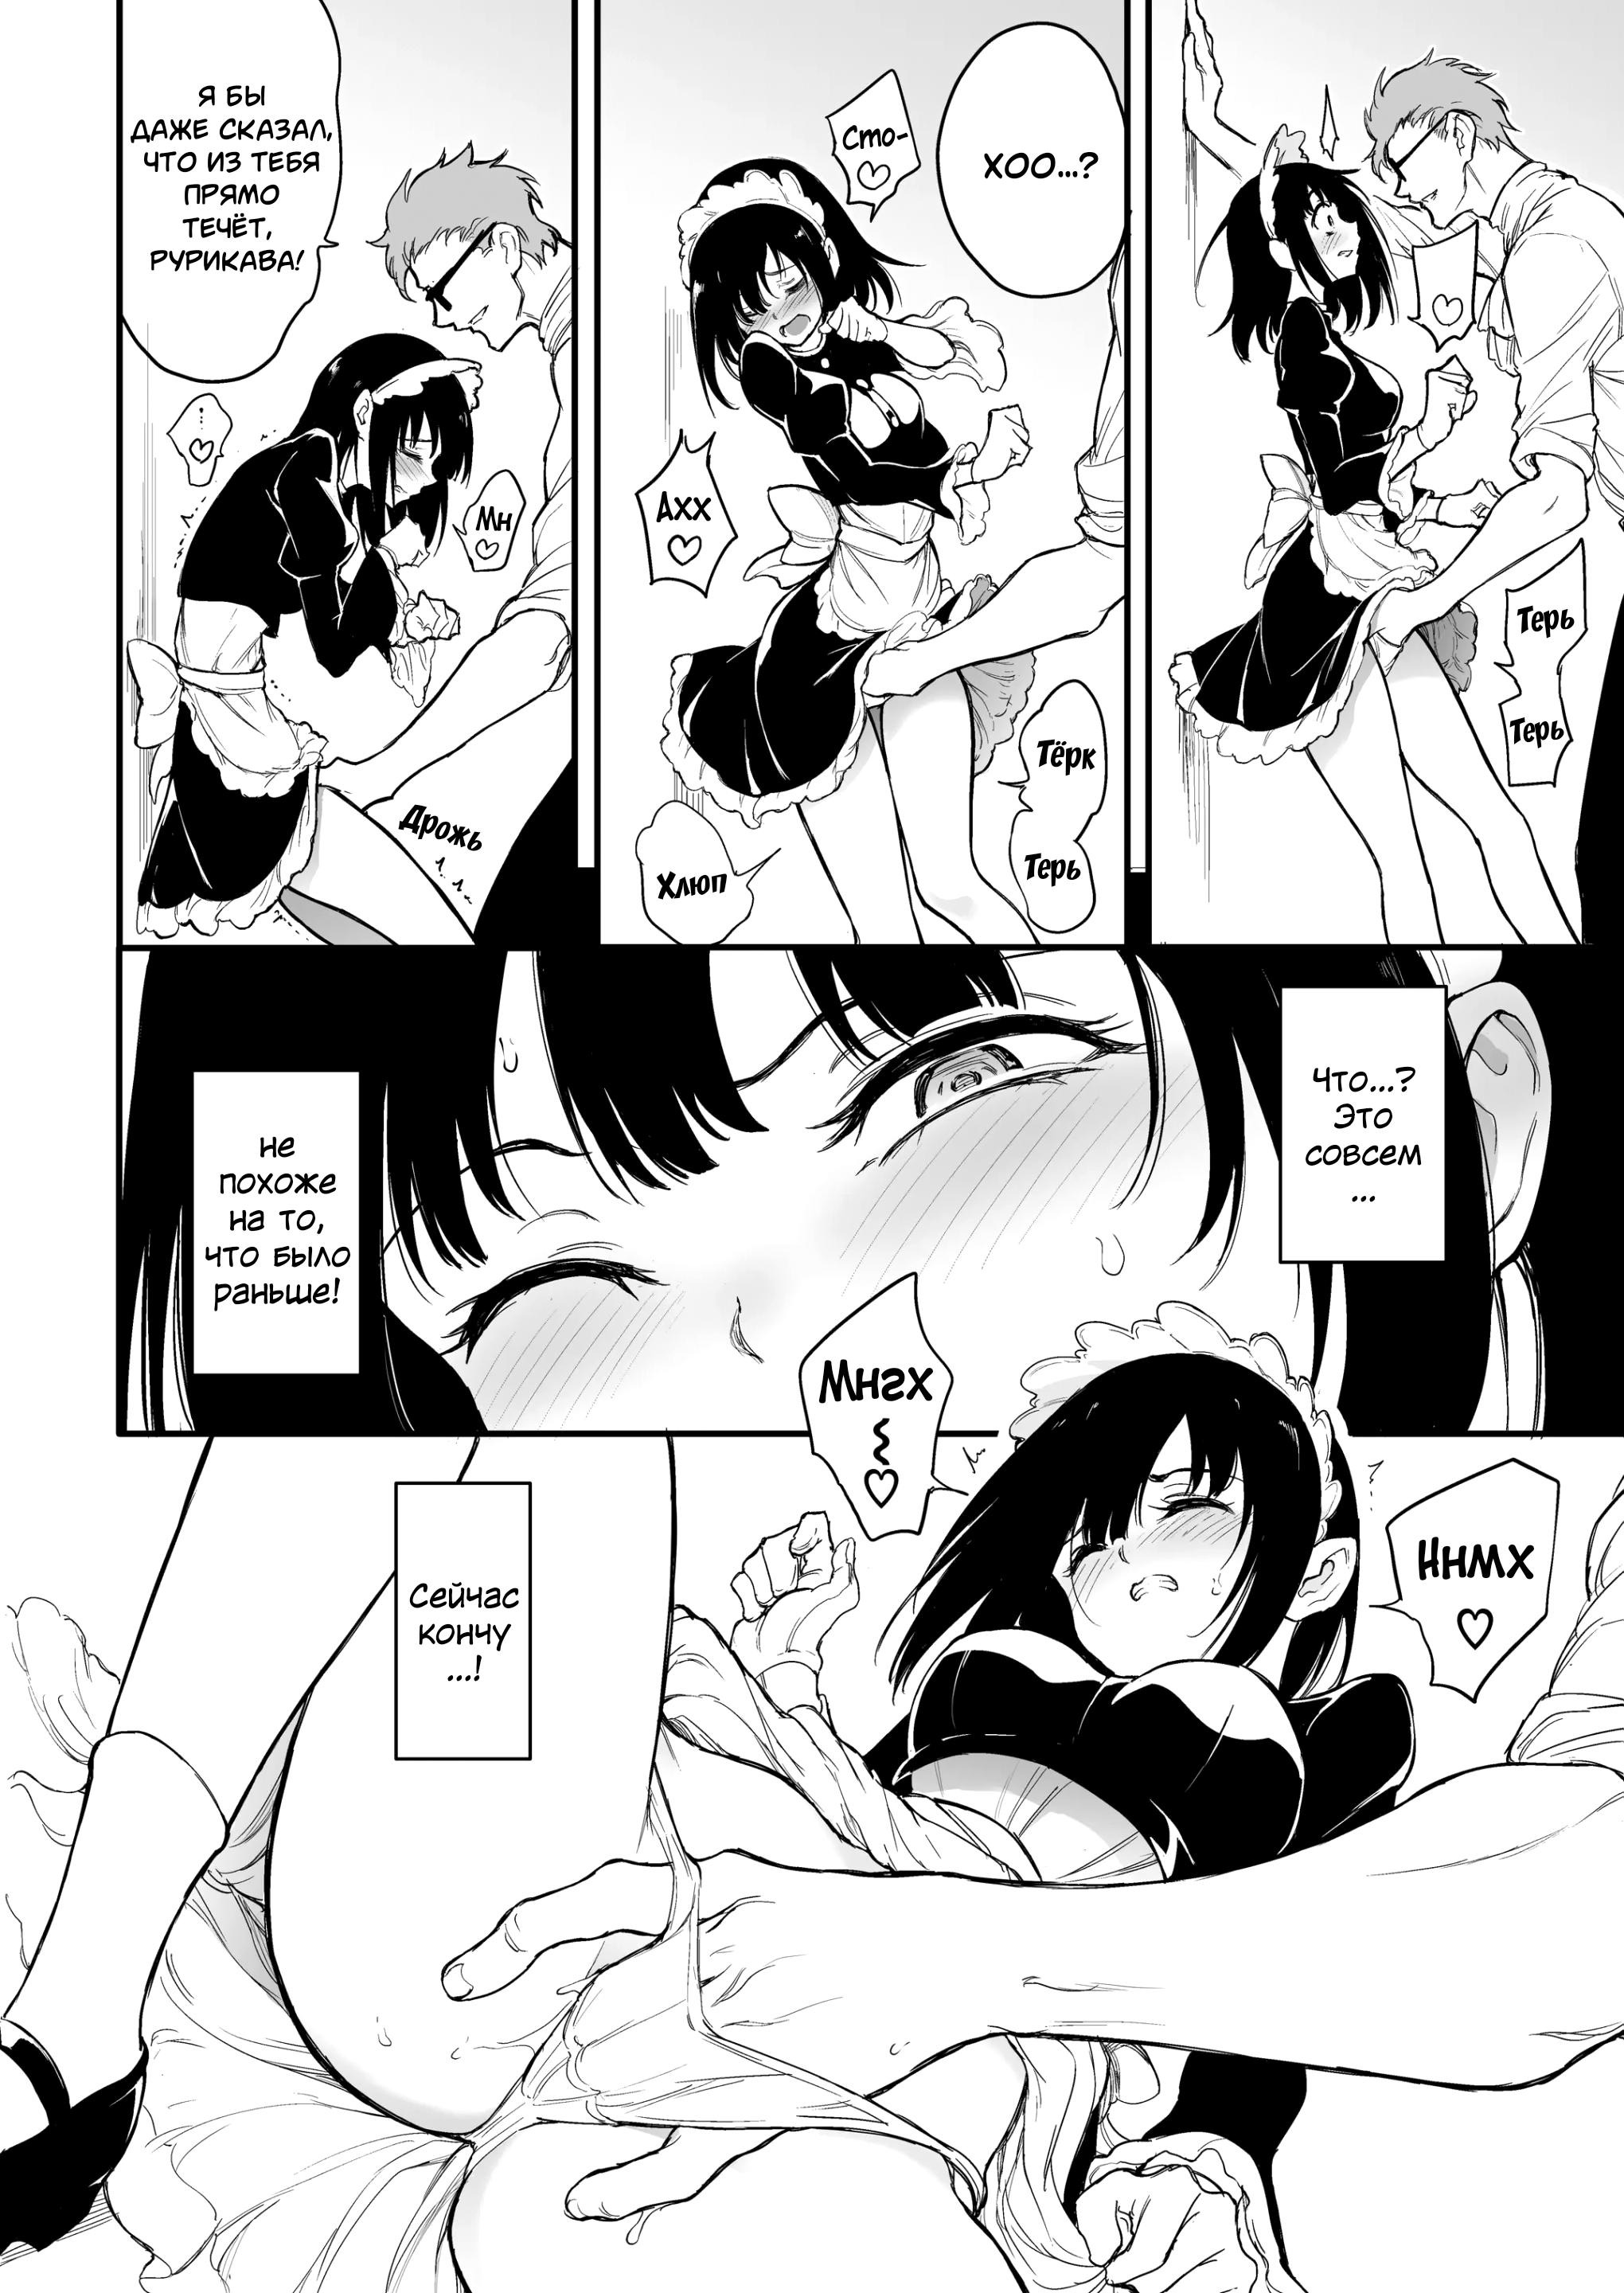 Терь
Терь
ХОО...?
Сто-
♡
Ахх
♡
Тёрк
Терь
Хлюп
Я БЫ
ДАЖЕ СКАЗАЛ,
ЧТО ИЗ ТЕБЯ
ПРЯМО
ТЕЧЁТ,
РУРИКАВА!
...
♡
Мн
♡
Дрожь
Что...?
Это
совсем
...
не
похоже
на то,
что было
раньше!
Мнгх
♡
Ннмх
♡
Сейчас
кончу
...!